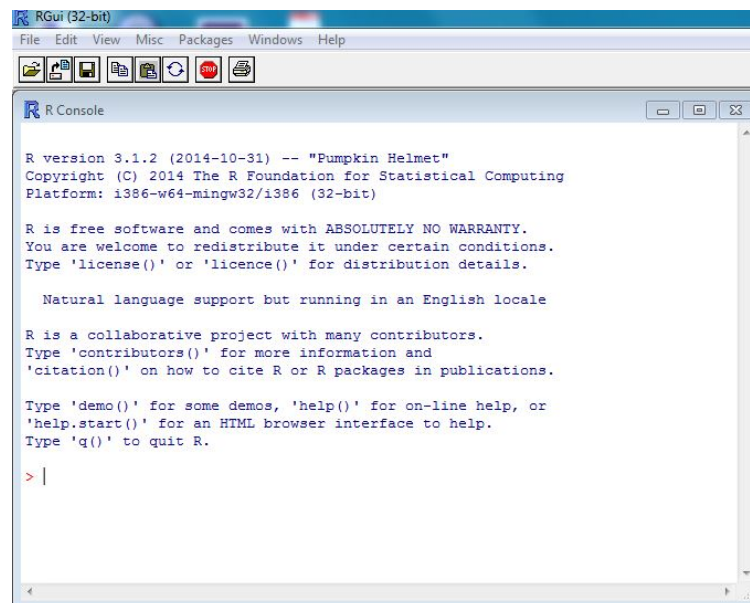 RGui (32-bit)
File Edit View Misc Packages Windows Help
STOP
R Console
R version 3.1.2 (2014-10-31) -- "Pumpkin Helmet"
Copyright (C) 2014 The R Foundation for Statistical Computing
Platform: i386-w64-mingw32/i386 (32-bit)
R is free software and comes with ABSOLUTELY NO WARRANTY.
You are welcome to redistribute it under certain conditions.
Type 'license()' or 'licence()' for distribution details.
Natural language support but running in an English locale
R is a collaborative project with many contributors.
Type 'contributors()' for more information and
'citation()' on how to cite R or R packages in publications.
Type 'demo()' for some demos, 'help()' for on-line help, or
'help.start()' for an HTML browser interface to help.
Type 'q()' to quit R.
>